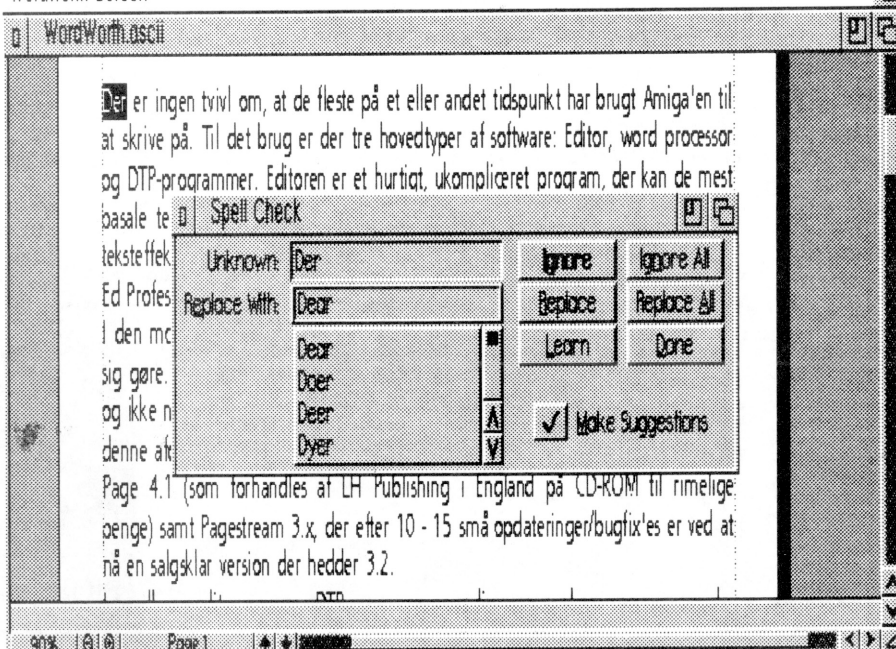 WordWorth.ascii
Der er ingen tvivl om, at de fleste på et eller andet tidspunkt har brugt Amiga'en til
at skrive på. Til det brug er der tre hovedtyper af software: Editor, word processor
og DTP-programmer. Editoren er et hurtigt, ukompliceret program, der kan de mest
basale te
teksteffek
Ed Profes
I den mo
sig gøre.
og ikke n
denne aft
Spell Check
Unknown: Der
Replace With: Dear
Dear
Doer
Deer
Dyer
Ignore
Ignore All
Replace
Replace All
Learn
Done
Make Suggestions
Page 4.1 (som forhandles af LH Publishing i England på CD-ROM til rimelige
penge) samt Pagestream 3.x, der efter 10 - 15 små opdateringer/bugfix'es er ved at
nå en salgsklar version der hedder 3.2.
DTP
90% Page 1